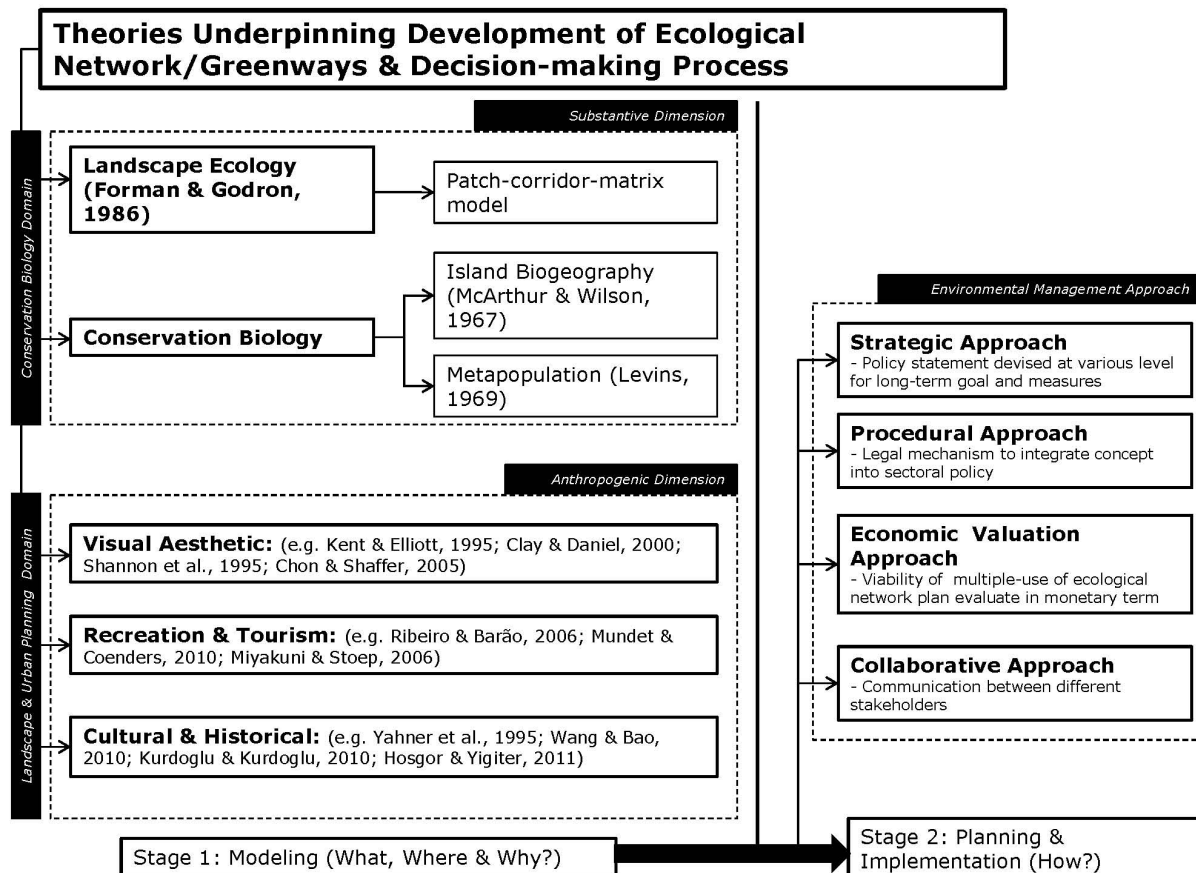 Theories Underpinning Development of Ecological
Network/Greenways & Decision-making Process
Substantive Dimension
Conservation Biology Domain
Landscape Ecology
(Forman & Godron,
1986)
Patch-corridor-matrix
model
Conservation Biology
Island Biogeography
(McArthur & Wilson,
1967)
Metapopulation (Levins,
1969)
Anthropogenic Dimension
Landscape & Urban Planning Domain
Visual Aesthetic: (e.g. Kent & Elliott, 1995; Clay & Daniel, 2000;
Shannon et al., 1995; Chon & Shaffer, 2005)
Recreation & Tourism: (e.g. Ribeiro & Barão, 2006; Mundet &
Coenders, 2010; Miyakuni & Stoep, 2006)
Cultural & Historical: (e.g. Yahner et al., 1995; Wang & Bao,
2010; Kurdoglu & Kurdoglu, 2010; Hosgor & Yigiter, 2011)
Environmental Management Approach
Strategic Approach
- Policy statement devised at various level
for long-term goal and measures
Procedural Approach
- Legal mechanism to integrate concept
into sectoral policy
Economic Valuation
Approach
- Viability of multiple-use of ecological
network plan evaluate in monetary term
Collaborative Approach
- Communication between different
stakeholders
Stage 1: Modeling (What, Where & Why?)
Stage 2: Planning &
Implementation (How?)